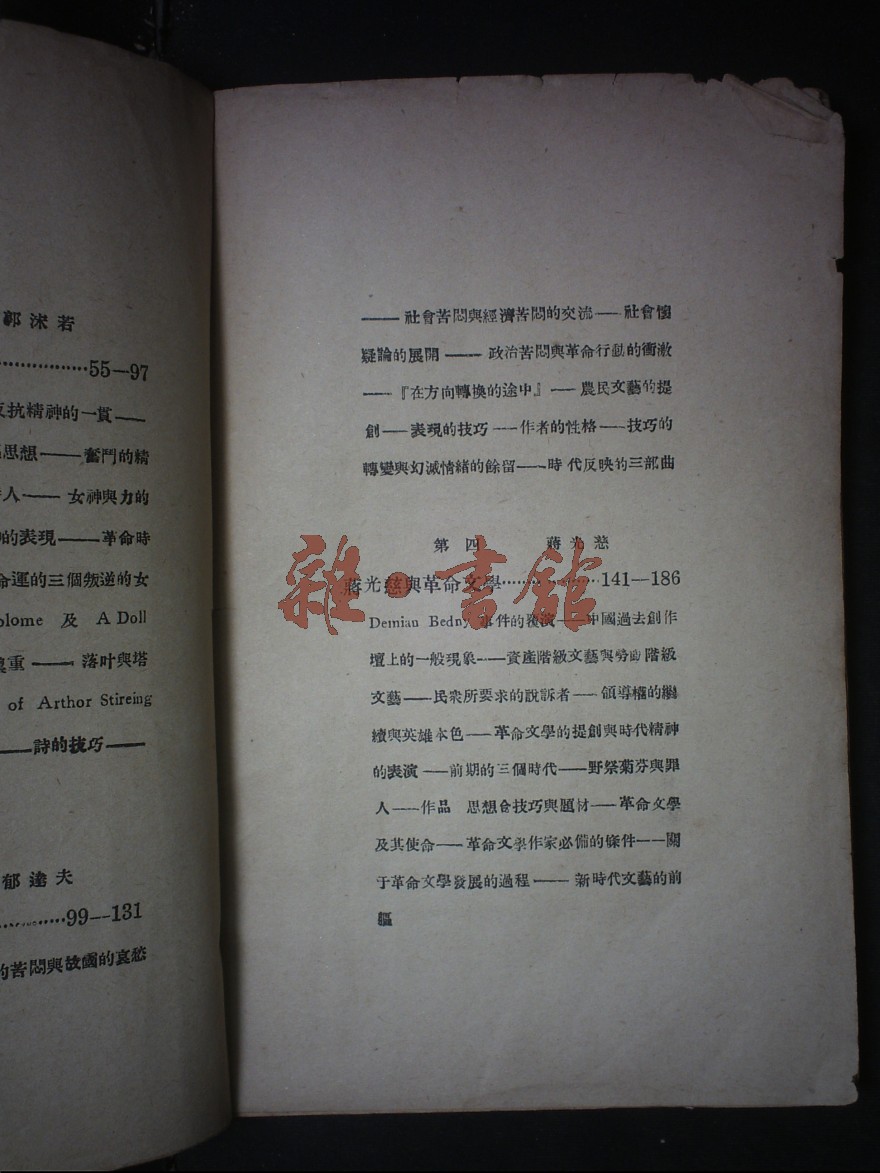 郭沫若
55—97
抗精神的一貫——
思想——奮鬥的精
人——女神與力的
的表現——革命時
命運的三個叛逆的女
olome 及 A Doll
重——落叶與塔
of Arthor Stireing
——詩的技巧——
郁達夫
99—131
的苦悶與故國的哀愁
——社會苦悶與經濟苦悶的交流——社會懷
疑論的展開——政治苦悶與革命行動的衝激
——『在方向轉換的途中』——農民文藝的提
創——表現的技巧——作者的性格——技巧的
轉變與幻滅情緒的餘留——時代反映的三部曲
第四 蔣光慈
蔣光慈與革命文學……………141—186
Demian Bedny 事件的覆演——中國過去創作
壇上的一般現象——資產階級文藝與勞動階級
文藝——民衆所要求的說訴者——領導權的繼
續與英雄本色——革命文學的提創與時代精神
的表演——前期的三個時代——野祭菊芬與罪
人——作品 思想 技巧與題材——革命文學
及其使命——革命文學作家必備的條件——關
于革命文學發展的過程——新時代文藝的前
驅
雜·書館